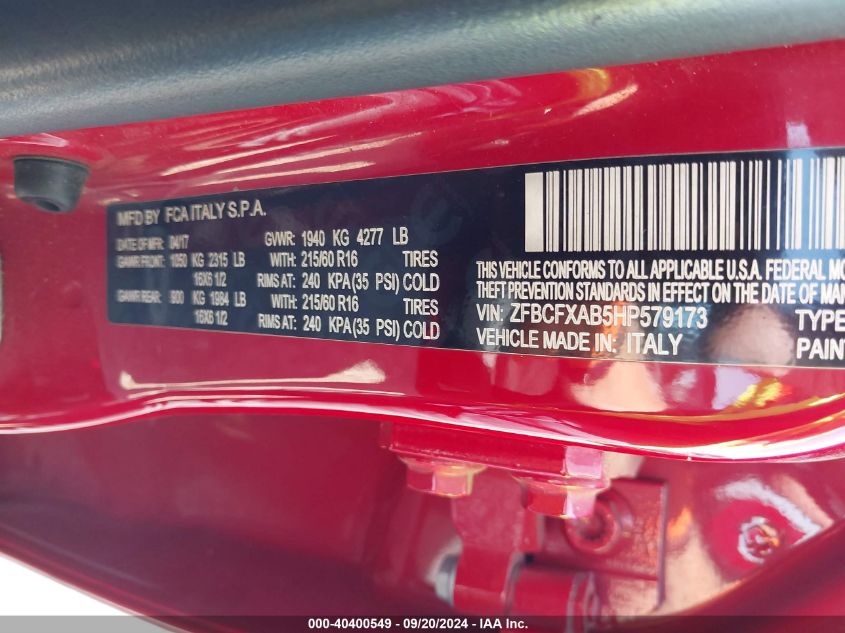 MFD BY FCA ITALY S.P.A.
DATE OF MFR 04/17 GVWR: 1940 KG 4277 LB
GAWR FRONT: 1050 KG 2315 LB WITH: 215/60 R16 TIRES
16X6 1/2 RIMS AT: 240 KPA (35 PSI) COLD
GAWR REAR: 900 KG 1984 LB WITH: 215/60 R16 TIRES
16X6 1/2 RIMS AT: 240 KPA (35 PSI) COLD
THIS VEHICLE CONFORMS TO ALL APPLICABLE U.S.A. FEDERAL MO
THEFT PREVENTION STANDARDS IN EFFECT ON THE DATE OF MAN
VIN: ZFBCFXAB5HP579173 TYPE
VEHICLE MADE IN: ITALY PAIN
000-40400549 - 09/20/2024 - IAA Inc.